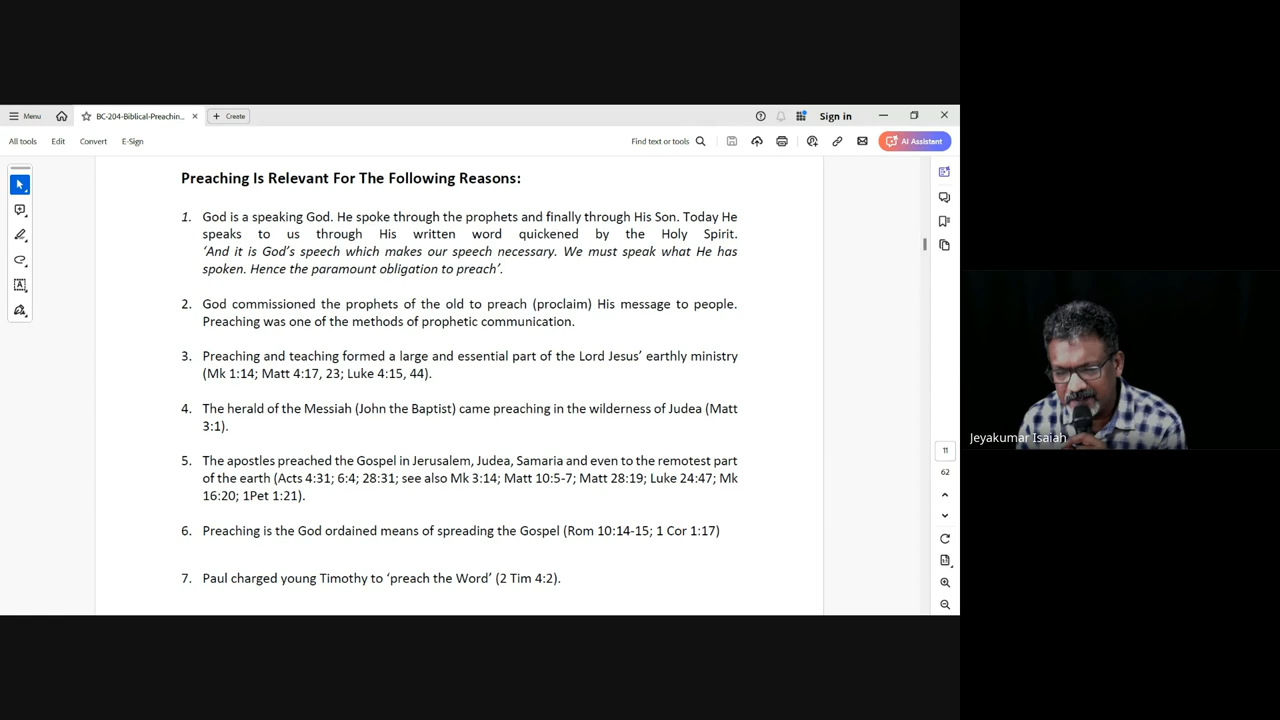 Menu
BC-204-Biblical-Preachin...
Create
Sign in
All tools
Edit
Convert
E-Sign
Find text or tools
AI Assistant
Preaching Is Relevant For The Following Reasons:
1. God is a speaking God. He spoke through the prophets and finally through His Son. Today He
speaks to us through His written word quickened by the Holy Spirit.
‘And it is God’s speech which makes our speech necessary. We must speak what He has
spoken. Hence the paramount obligation to preach’.
2. God commissioned the prophets of the old to preach (proclaim) His message to people.
Preaching was one of the methods of prophetic communication.
3. Preaching and teaching formed a large and essential part of the Lord Jesus’ earthly ministry
(Mk 1:14; Matt 4:17, 23; Luke 4:15, 44).
4. The herald of the Messiah (John the Baptist) came preaching in the wilderness of Judea (Matt
3:1).
5. The apostles preached the Gospel in Jerusalem, Judea, Samaria and even to the remotest part
of the earth (Acts 4:31; 6:4; 28:31; see also Mk 3:14; Matt 10:5-7; Matt 28:19; Luke 24:47; Mk
16:20; 1Pet 1:21).
6. Preaching is the God ordained means of spreading the Gospel (Rom 10:14-15; 1 Cor 1:17)
7. Paul charged young Timothy to ‘preach the Word’ (2 Tim 4:2).
11
62
Jeyakumar Isaiah